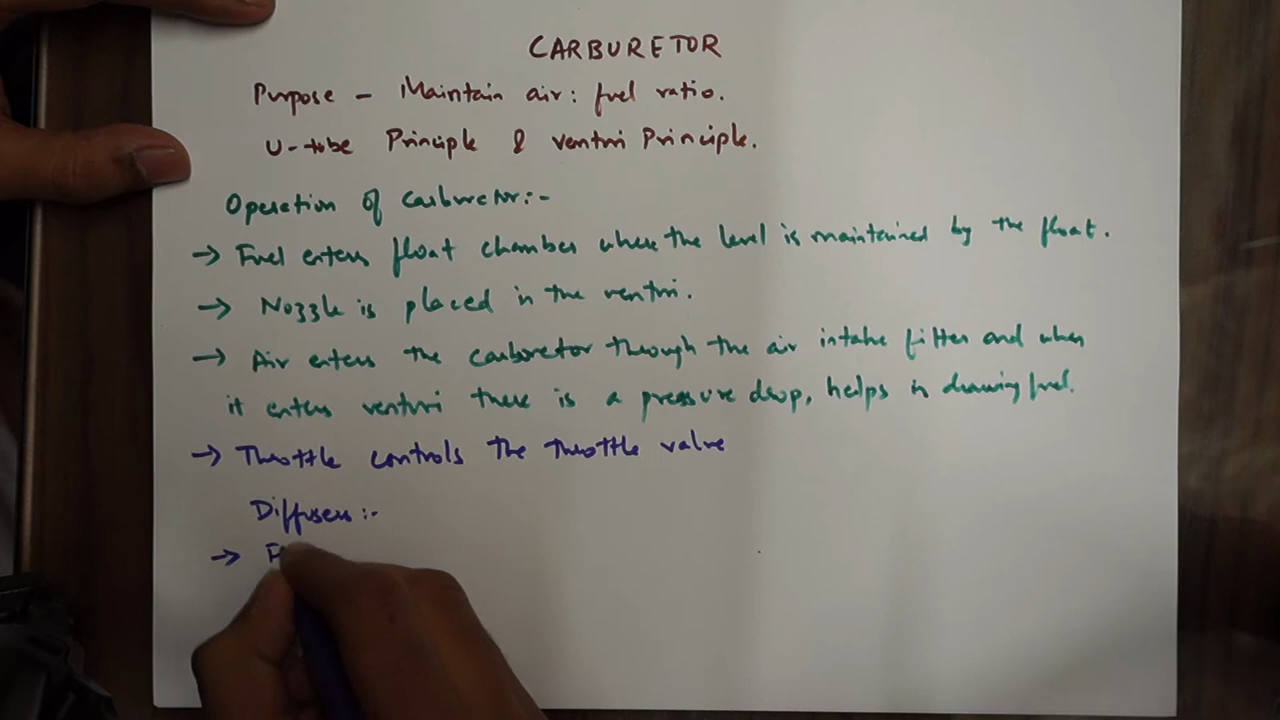 CARBURETOR
Purpose - Maintain air: fuel ratio.
U-tube Principle & ventri Principle.
Operation of carburetor:-
→ Fuel enters float chamber where the level is maintained by the float.
→ Nozzle is placed in the ventri.
→ Air enters the carburetor through the air intake filter and when
it enters venturi there is a pressure drop, helps in drawing fuel.
→ Throttle controls the throttle valve
Diffusers:-
→ F